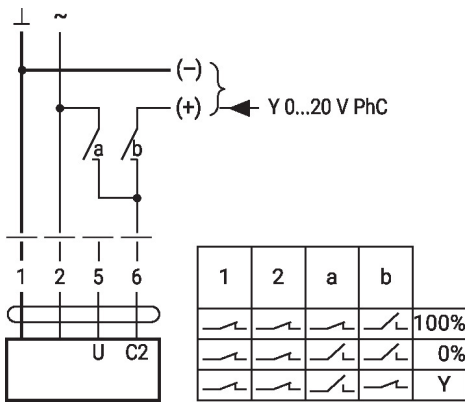 ⊥ ~
(–)
(+) Y 0...20 V PhC
a b
1 2 5 6
U C2
1 2 a b
100%
0%
Y